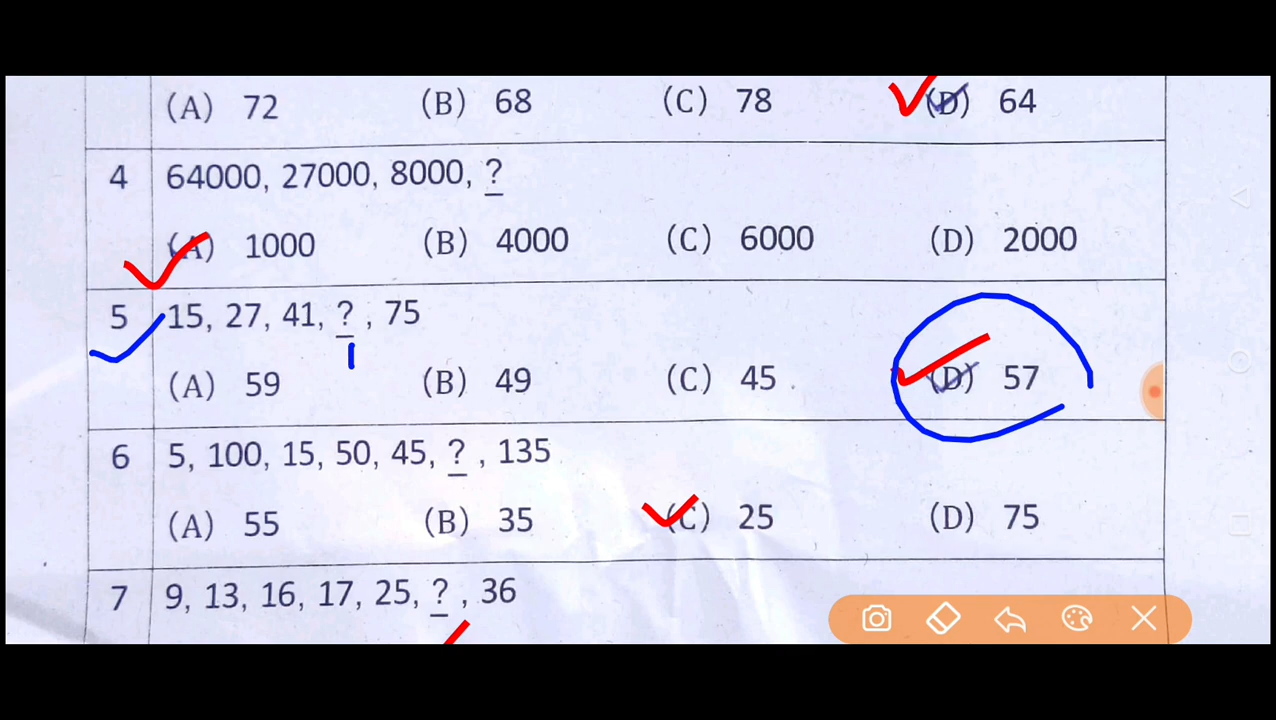 (A) 72 (B) 68 (C) 78 (D) 64
4 64000, 27000, 8000, ?
(A) 1000 (B) 4000 (C) 6000 (D) 2000
5 15, 27, 41, ? , 75
(A) 59 (B) 49 (C) 45 (D) 57
6 5, 100, 15, 50, 45, ? , 135
(A) 55 (B) 35 (C) 25 (D) 75
7 9, 13, 16, 17, 25, ? , 36